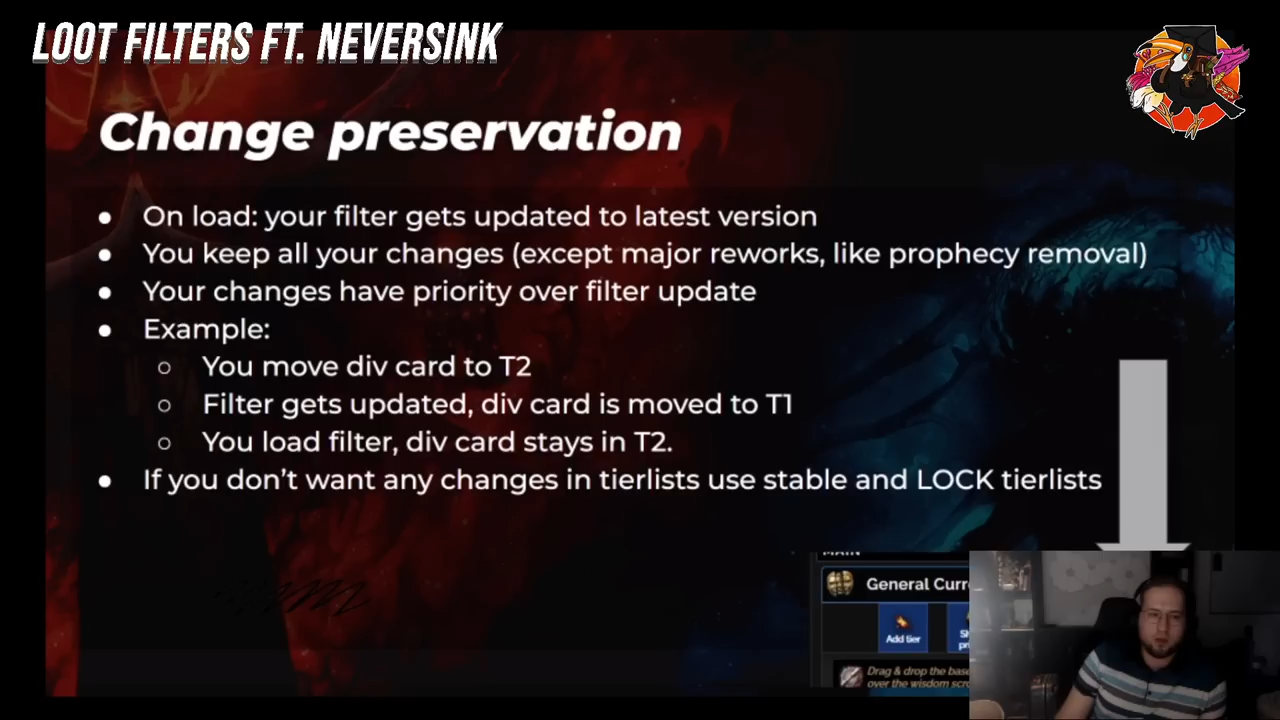 LOOT FILTERS FT. NEVERSINK
Change preservation
● On load: your filter gets updated to latest version
● You keep all your changes (except major reworks, like prophecy removal)
● Your changes have priority over filter update
● Example:
○ You move div card to T2
○ Filter gets updated, div card is moved to T1
○ You load filter, div card stays in T2.
● If you don't want any changes in tierlists use stable and LOCK tierlists
MAIN
General Curr
Add tier
Drag & drop the base
over the wisdom scro